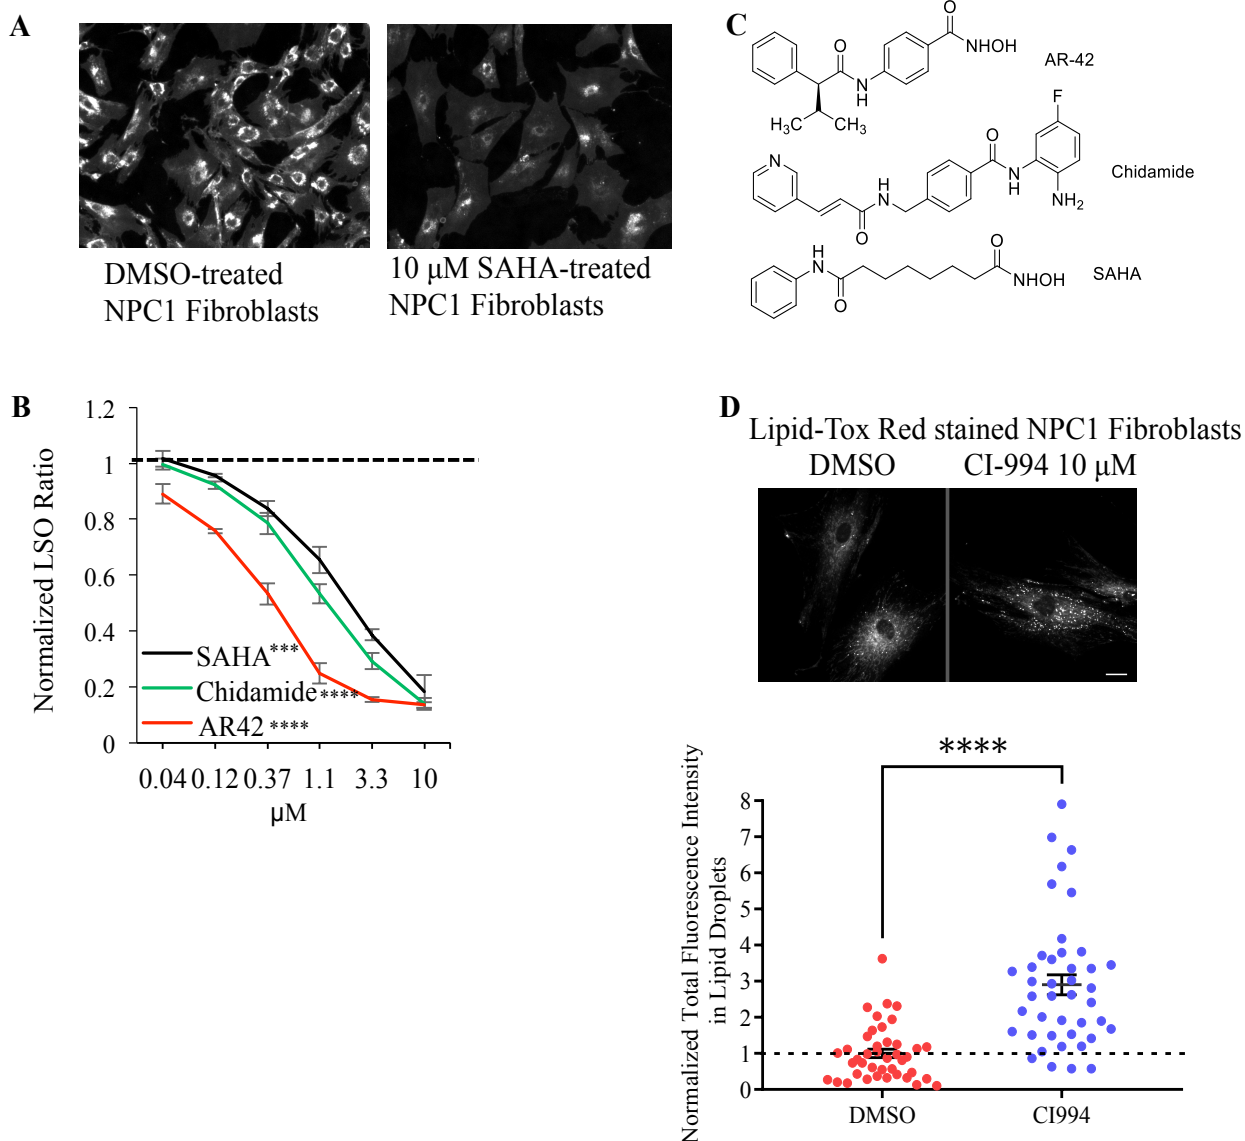 A
DMSO-treated
NPC1 Fibroblasts
10 μM SAHA-treated
NPC1 Fibroblasts
C
O
NHOH
O
N
H
H₃C
CH₃
AR-42
F
N
O
N
H
O
H
N
NH₂
Chidamide
H
N
O
O
NHOH
SAHA
B
Normalized LSO Ratio
1.2
1
0.8
0.6
0.4
0.2
0
SAHA***
Chidamide****
AR42****
0.04 0.12 0.37 1.1 3.3 10
μM
D
Lipid-Tox Red stained NPC1 Fibroblasts
DMSO CI-994 10 μM
Normalized Total Fluorescence Intensity
in Lipid Droplets
****
8
7
6
5
4
3
2
1
0
DMSO CI994